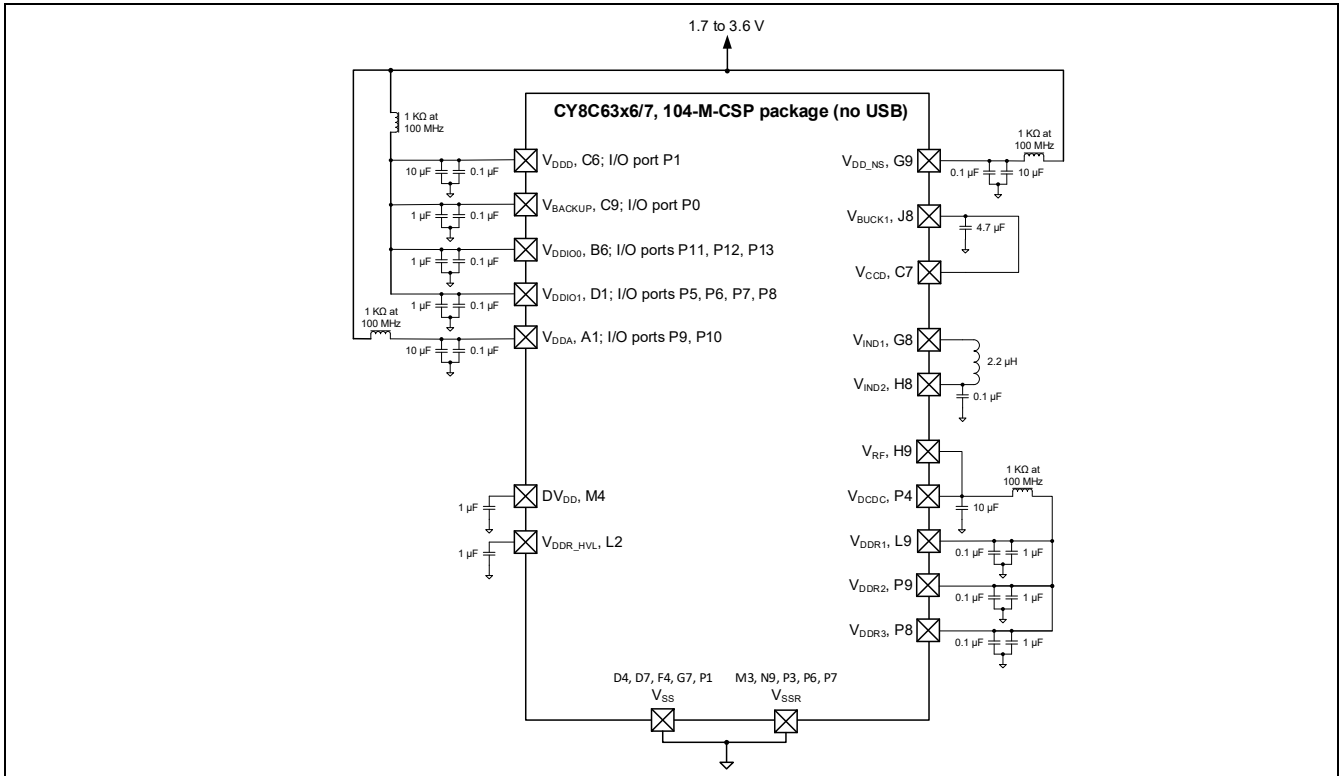 1.7 to 3.6 V
CY8C63x6/7, 104-M-CSP package (no USB)
1 KΩ at
100 MHz
VDDD, C6; I/O port P1
10 µF
0.1 µF
VBACKUP, C9; I/O port P0
1 µF
0.1 µF
VDDIO0, B6; I/O ports P11, P12, P13
1 µF
0.1 µF
VDDIO1, D1; I/O ports P5, P6, P7, P8
1 µF
0.1 µF
1 KΩ at
100 MHz
VDDA, A1; I/O ports P9, P10
10 µF
0.1 µF
DVDD, M4
1 µF
VDDR_HVL, L2
1 µF
1 KΩ at
100 MHz
VDD_NS, G9
0.1 µF
10 µF
VBUCK1, J8
4.7 µF
VCCD, C7
VIND1, G8
2.2 µH
VIND2, H8
0.1 µF
VRF, H9
1 KΩ at
100 MHz
VDCDC, P4
10 µF
VDDR1, L9
0.1 µF
1 µF
VDDR2, P9
0.1 µF
1 µF
VDDR3, P8
0.1 µF
1 µF
D4, D7, F4, G7, P1
VSS
M3, N9, P3, P6, P7
VSSR